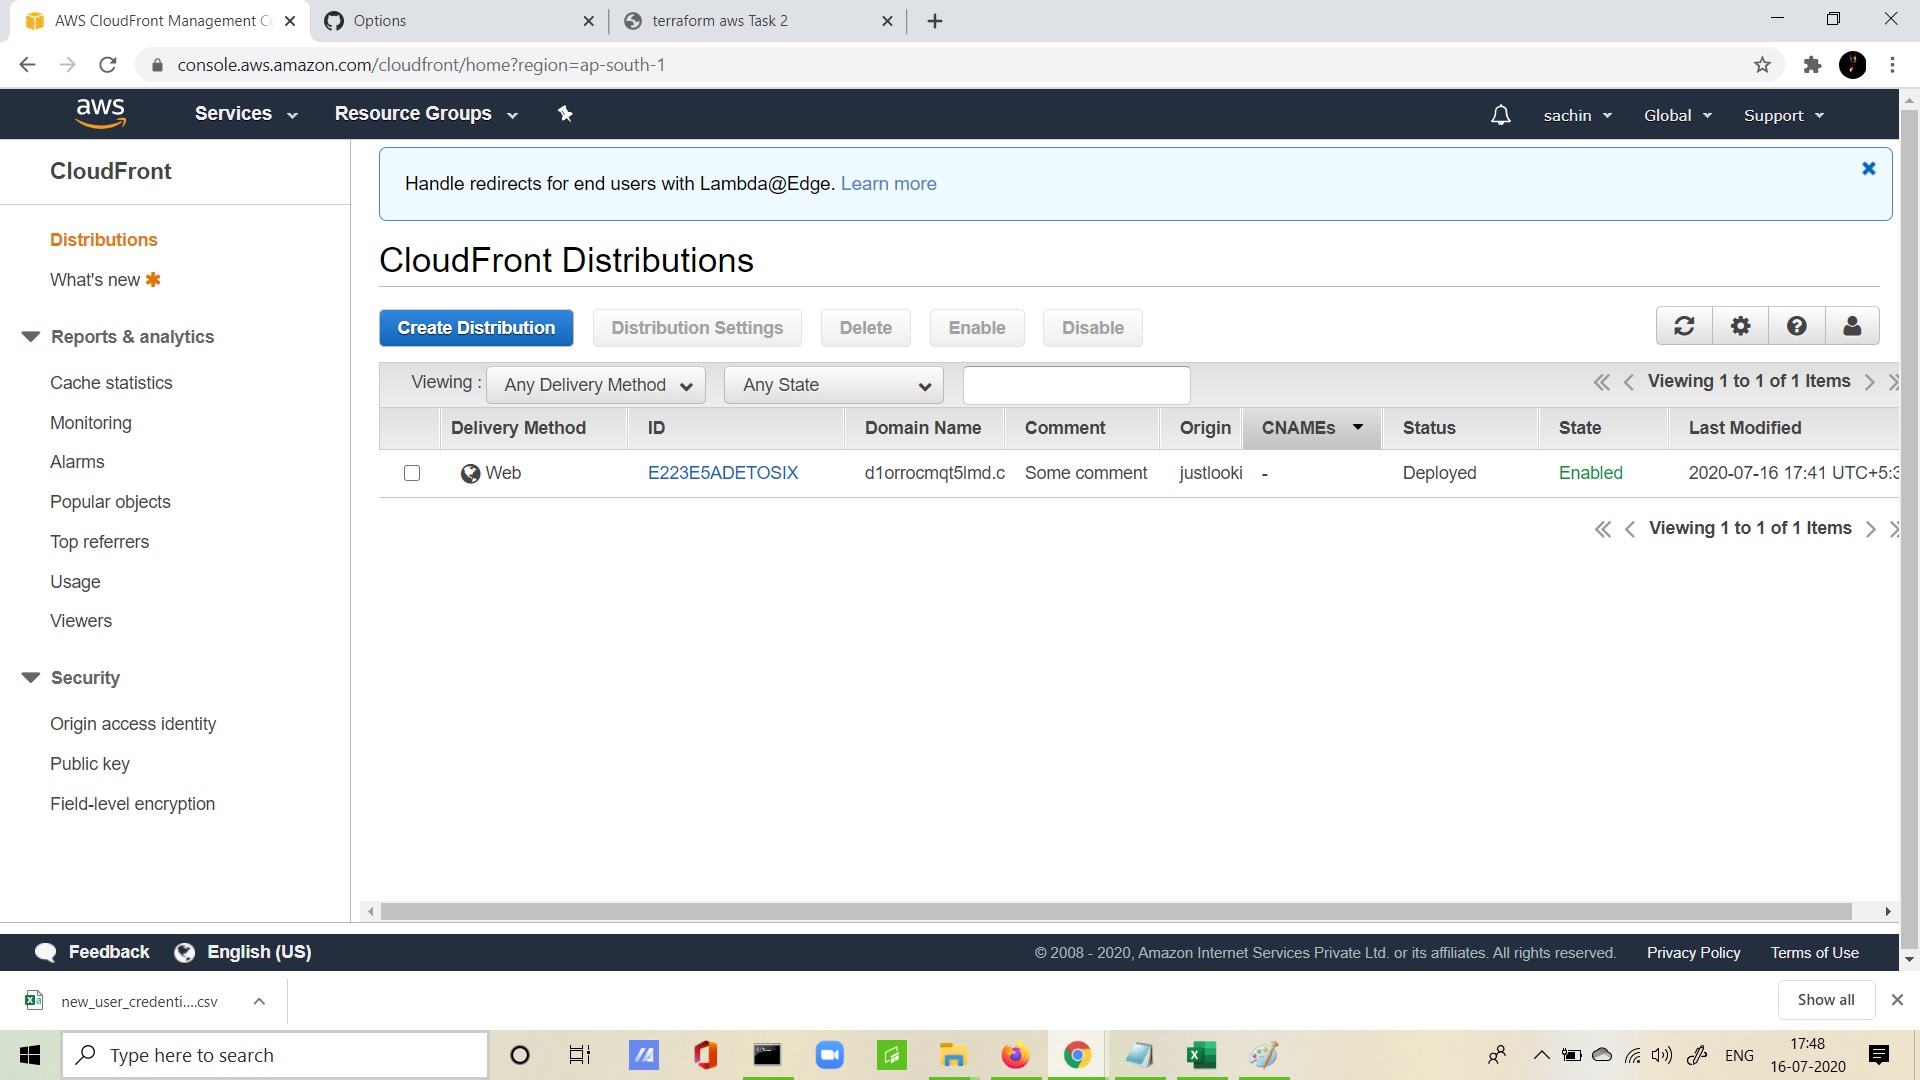 AWS CloudFront Management Co
Options
terraform aws Task 2
console.aws.amazon.com/cloudfront/home?region=ap-south-1
aws
Services
Resource Groups
sachin
Global
Support
CloudFront
Handle redirects for end users with Lambda@Edge. Learn more
Distributions
What's new
CloudFront Distributions
Create Distribution
Distribution Settings
Delete
Enable
Disable
Reports & analytics
Cache statistics
Monitoring
Alarms
Popular objects
Top referrers
Usage
Viewers
Security
Origin access identity
Public key
Field-level encryption
Viewing : Any Delivery Method Any State
Viewing 1 to 1 of 1 Items
Delivery Method ID Domain Name Comment Origin CNAMEs Status State Last Modified
Web E223E5ADETOSIX d1orrocmqt5lmd.c Some comment justlooki - Deployed Enabled 2020-07-16 17:41 UTC+5:3
Viewing 1 to 1 of 1 Items
Feedback
English (US)
© 2008 - 2020, Amazon Internet Services Private Ltd. or its affiliates. All rights reserved.
Privacy Policy
Terms of Use
new_user_credenti....csv
Show all
Type here to search
ENG
17:48
16-07-2020